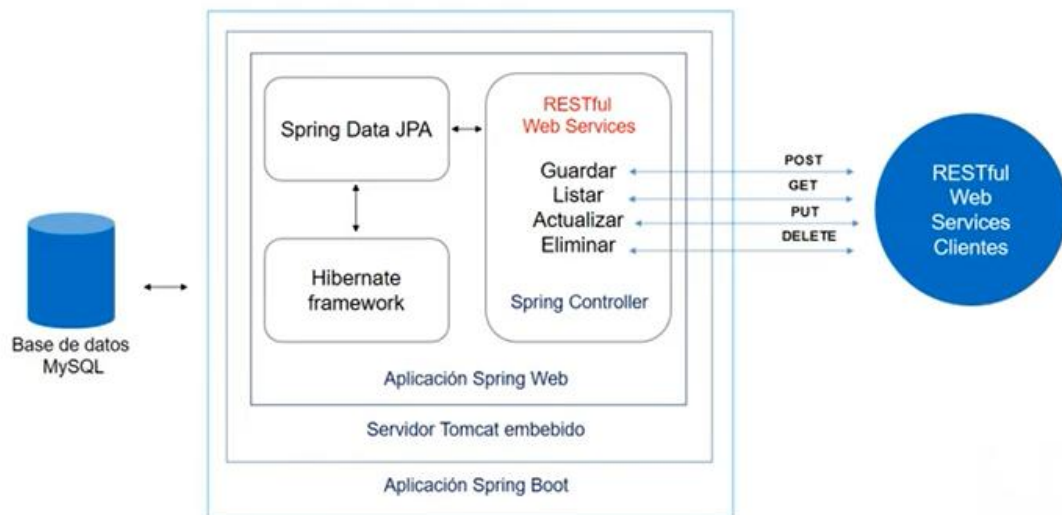 Spring Data JPA
Hibernate
framework
RESTful
Web Services
Guardar
Listar
Actualizar
Eliminar
Spring Controller
POST
GET
PUT
DELETE
RESTful
Web
Services
Clientes
Base de datos
MySQL
Aplicación Spring Web
Servidor Tomcat embebido
Aplicación Spring Boot